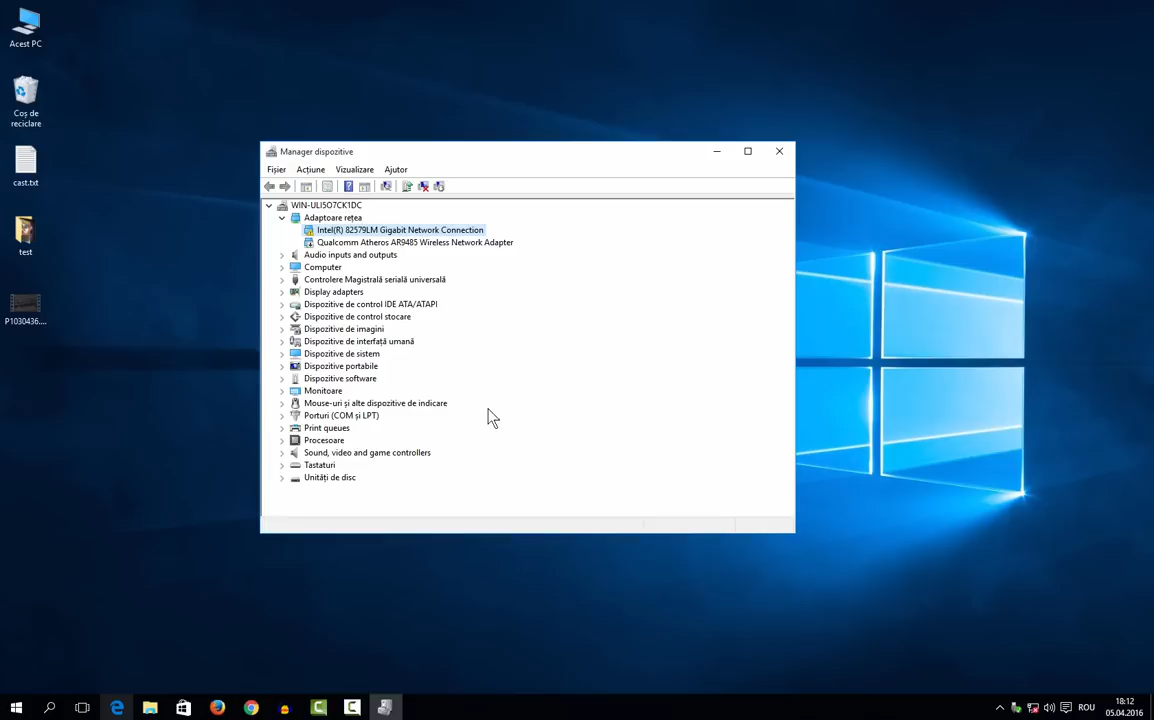 Acest PC
Coș de
reciclare
cast.txt
test
P1030436....
Manager dispozitive
Fișier Acțiune Vizualizare Ajutor
WIN-ULI5O7CK1DC
Adaptoare rețea
Intel(R) 82579LM Gigabit Network Connection
Qualcomm Atheros AR9485 Wireless Network Adapter
Audio inputs and outputs
Computer
Controlere Magistrală serială universală
Display adapters
Dispozitive de control IDE ATA/ATAPI
Dispozitive de control stocare
Dispozitive de imagini
Dispozitive de interfață umană
Dispozitive de sistem
Dispozitive portabile
Dispozitive software
Monitoare
Mouse-uri și alte dispozitive de indicare
Porturi (COM și LPT)
Print queues
Procesoare
Sound, video and game controllers
Tastaturi
Unități de disc
ROU
18:12
05.04.2016